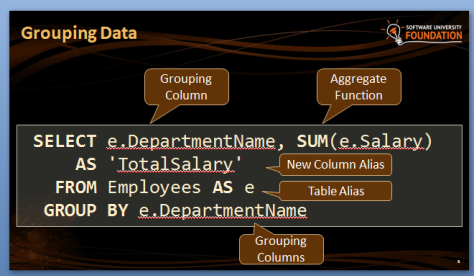 Grouping Data
SOFTWARE UNIVERSITY
FOUNDATION
Grouping
Column
Aggregate
Function
SELECT e.DepartmentName, SUM(e.Salary)
AS 'TotalSalary'
New Column Alias
FROM Employees AS e
Table Alias
GROUP BY e.DepartmentName
Grouping
Columns